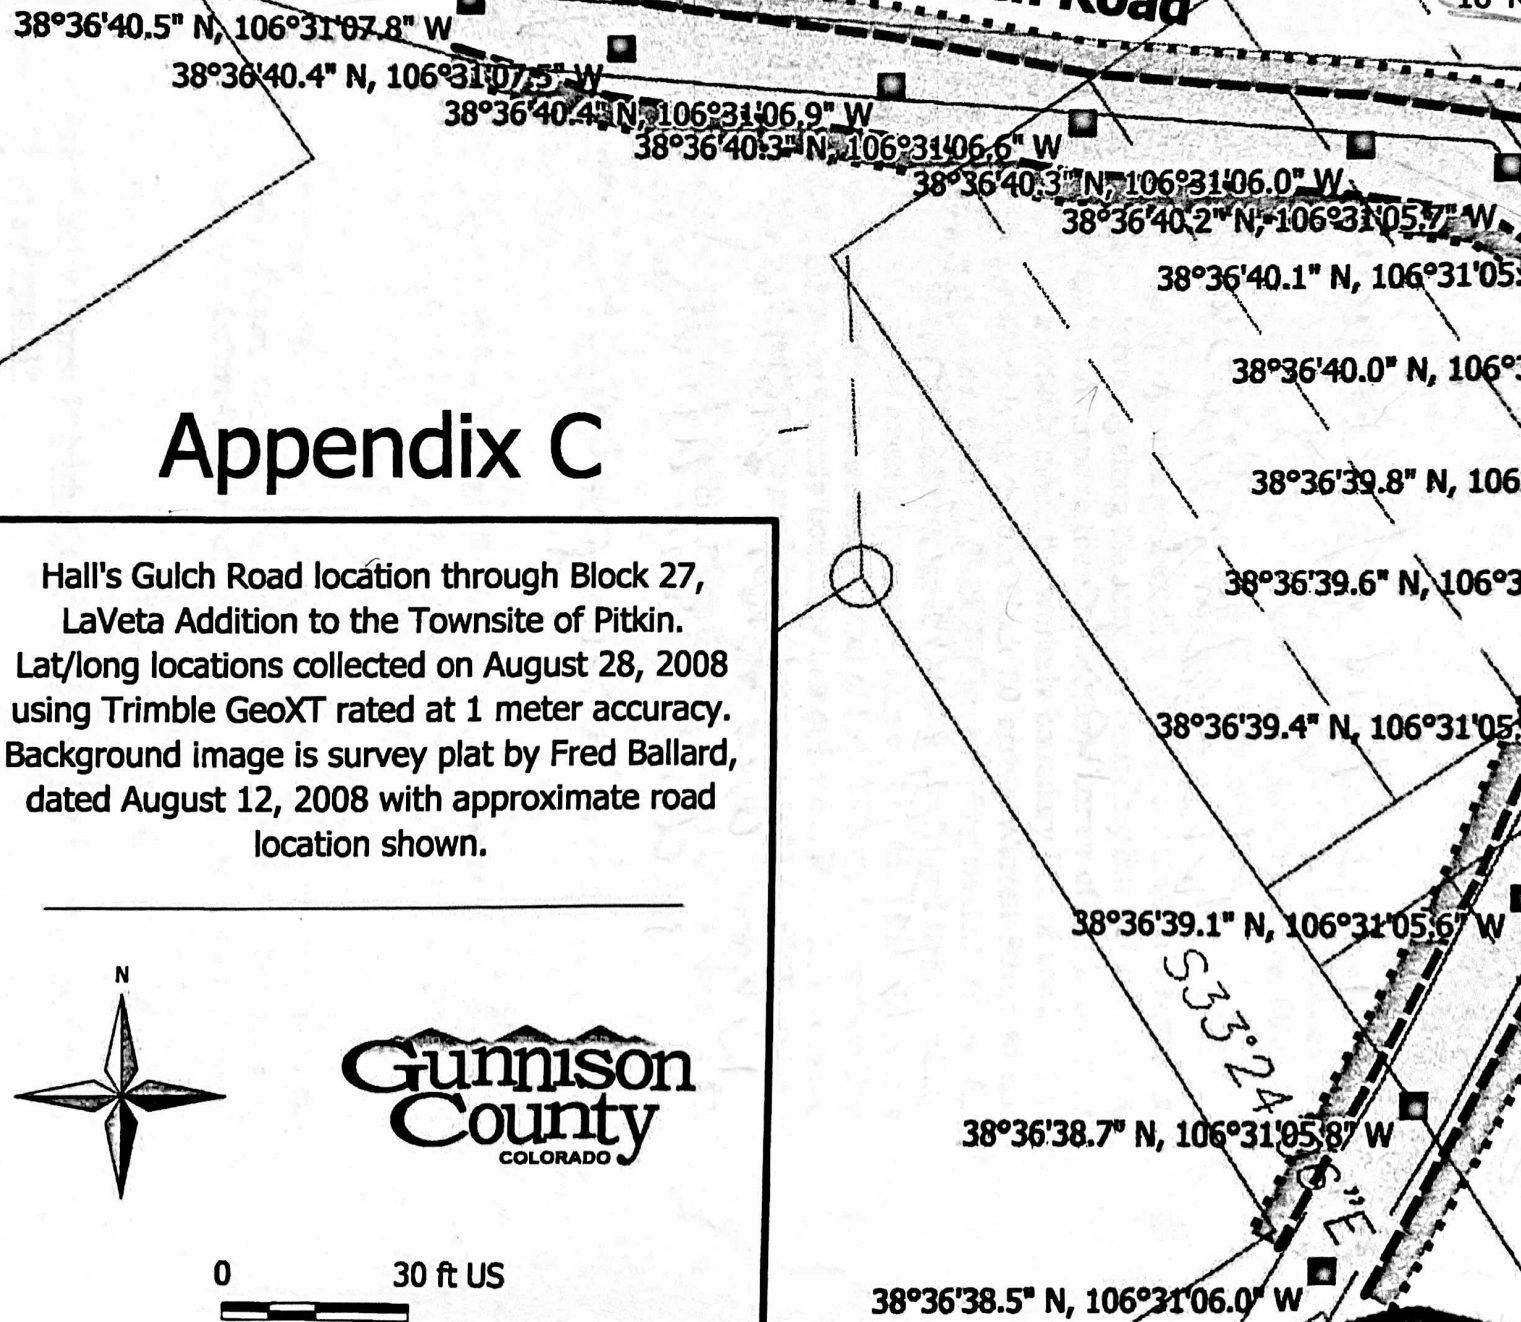 Road
38°36'40.5" N, 106°31'07.8" W
38°36'40.4" N, 106°31'07.5" W
38°36'40.4" N, 106°31'06.9" W
38°36'40.3" N, 106°31'06.6" W
38°36'40.3" N, 106°31'06.0" W
38°36'40.2" N, 106°31'05.7" W
38°36'40.1" N, 106°31'05
38°36'40.0" N, 106°
38°36'39.8" N, 106
38°36'39.6" N, 106°3
38°36'39.4" N, 106°31'05
38°36'39.1" N, 106°31'05.6" W
S33°24' "E
38°36'38.7" N, 106°31'05.8" W
38°36'38.5" N, 106°31'06.0" W
Appendix C
Hall's Gulch Road location through Block 27,
LaVeta Addition to the Townsite of Pitkin.
Lat/long locations collected on August 28, 2008
using Trimble GeoXT rated at 1 meter accuracy.
Background image is survey plat by Fred Ballard,
dated August 12, 2008 with approximate road
location shown.
N
Gunnison
County
COLORADO
0 30 ft US